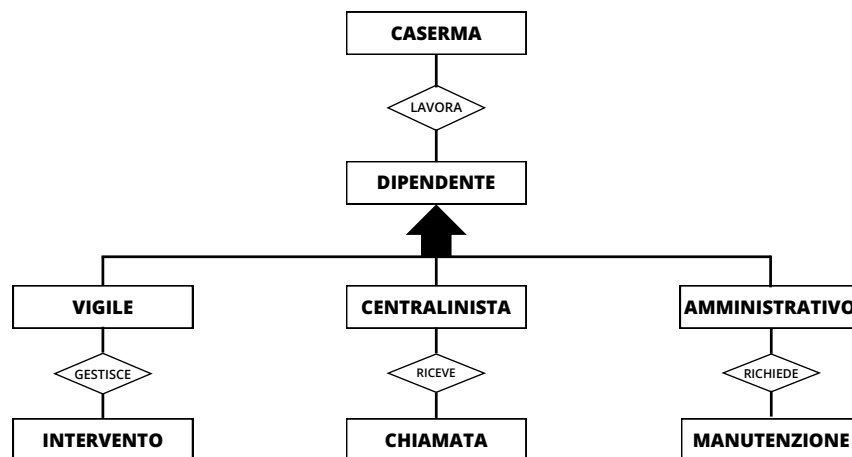 CASERMA
LAVORA
DIPENDENTE
VIGILE
CENTRALINISTA
AMMINISTRATIVO
GESTISCE
RICEVE
RICHIEDE
INTERVENTO
CHIAMATA
MANUTENZIONE